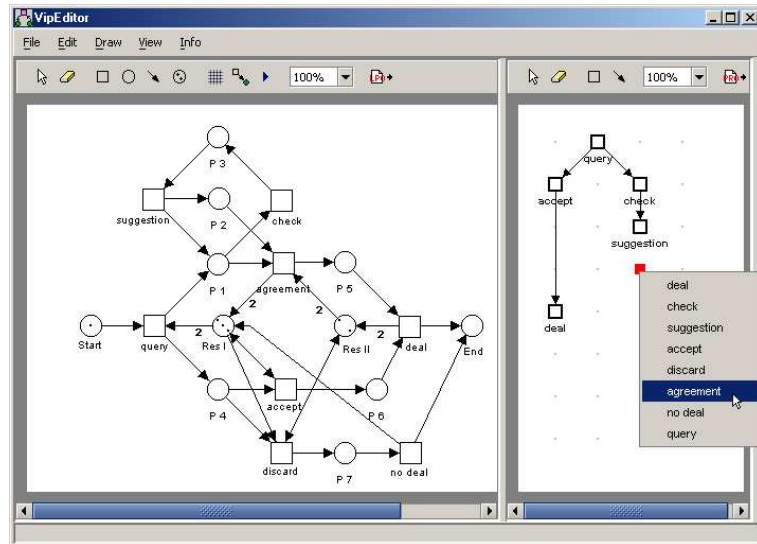 VipEditor
File Edit Draw View Info
100% LPO
100% PRO
P 3
suggestion
P 2
check
P 1
agreement
P 5
2
2
Start
query
2
Res I
Res II
2
deal
End
P 4
accept
P 6
discard
P 7
no deal
query
accept
check
suggestion
deal
deal
check
suggestion
accept
discard
agreement
no deal
query